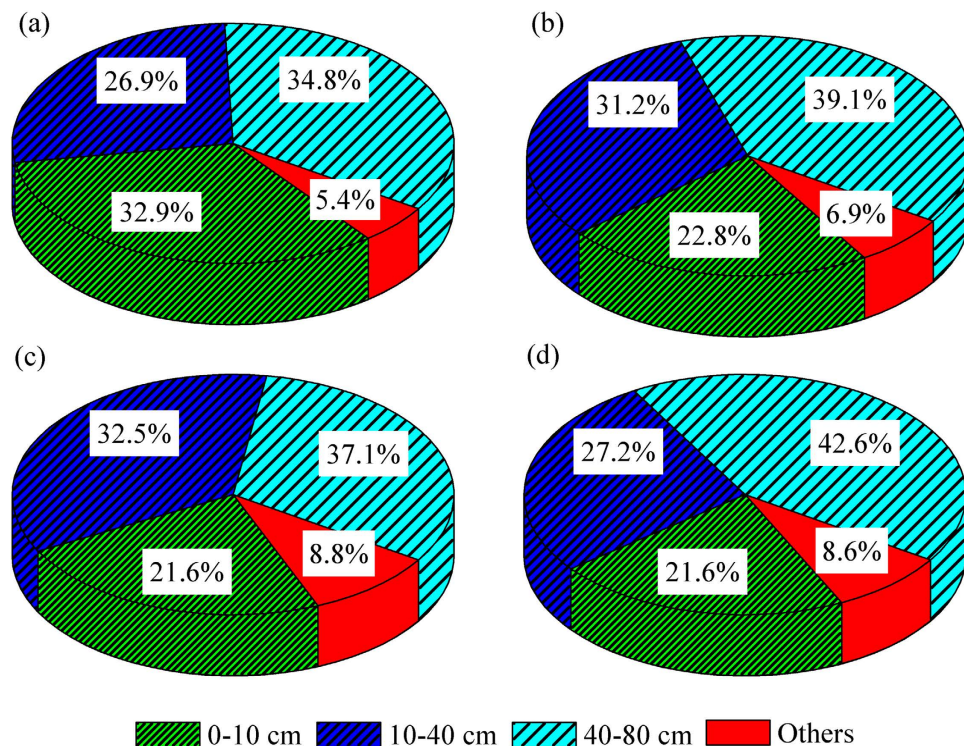 (a)
26.9%
34.8%
32.9%
5.4%
(b)
31.2%
39.1%
22.8%
6.9%
(c)
32.5%
37.1%
21.6%
8.8%
(d)
27.2%
42.6%
21.6%
8.6%
0-10 cm
10-40 cm
40-80 cm
Others